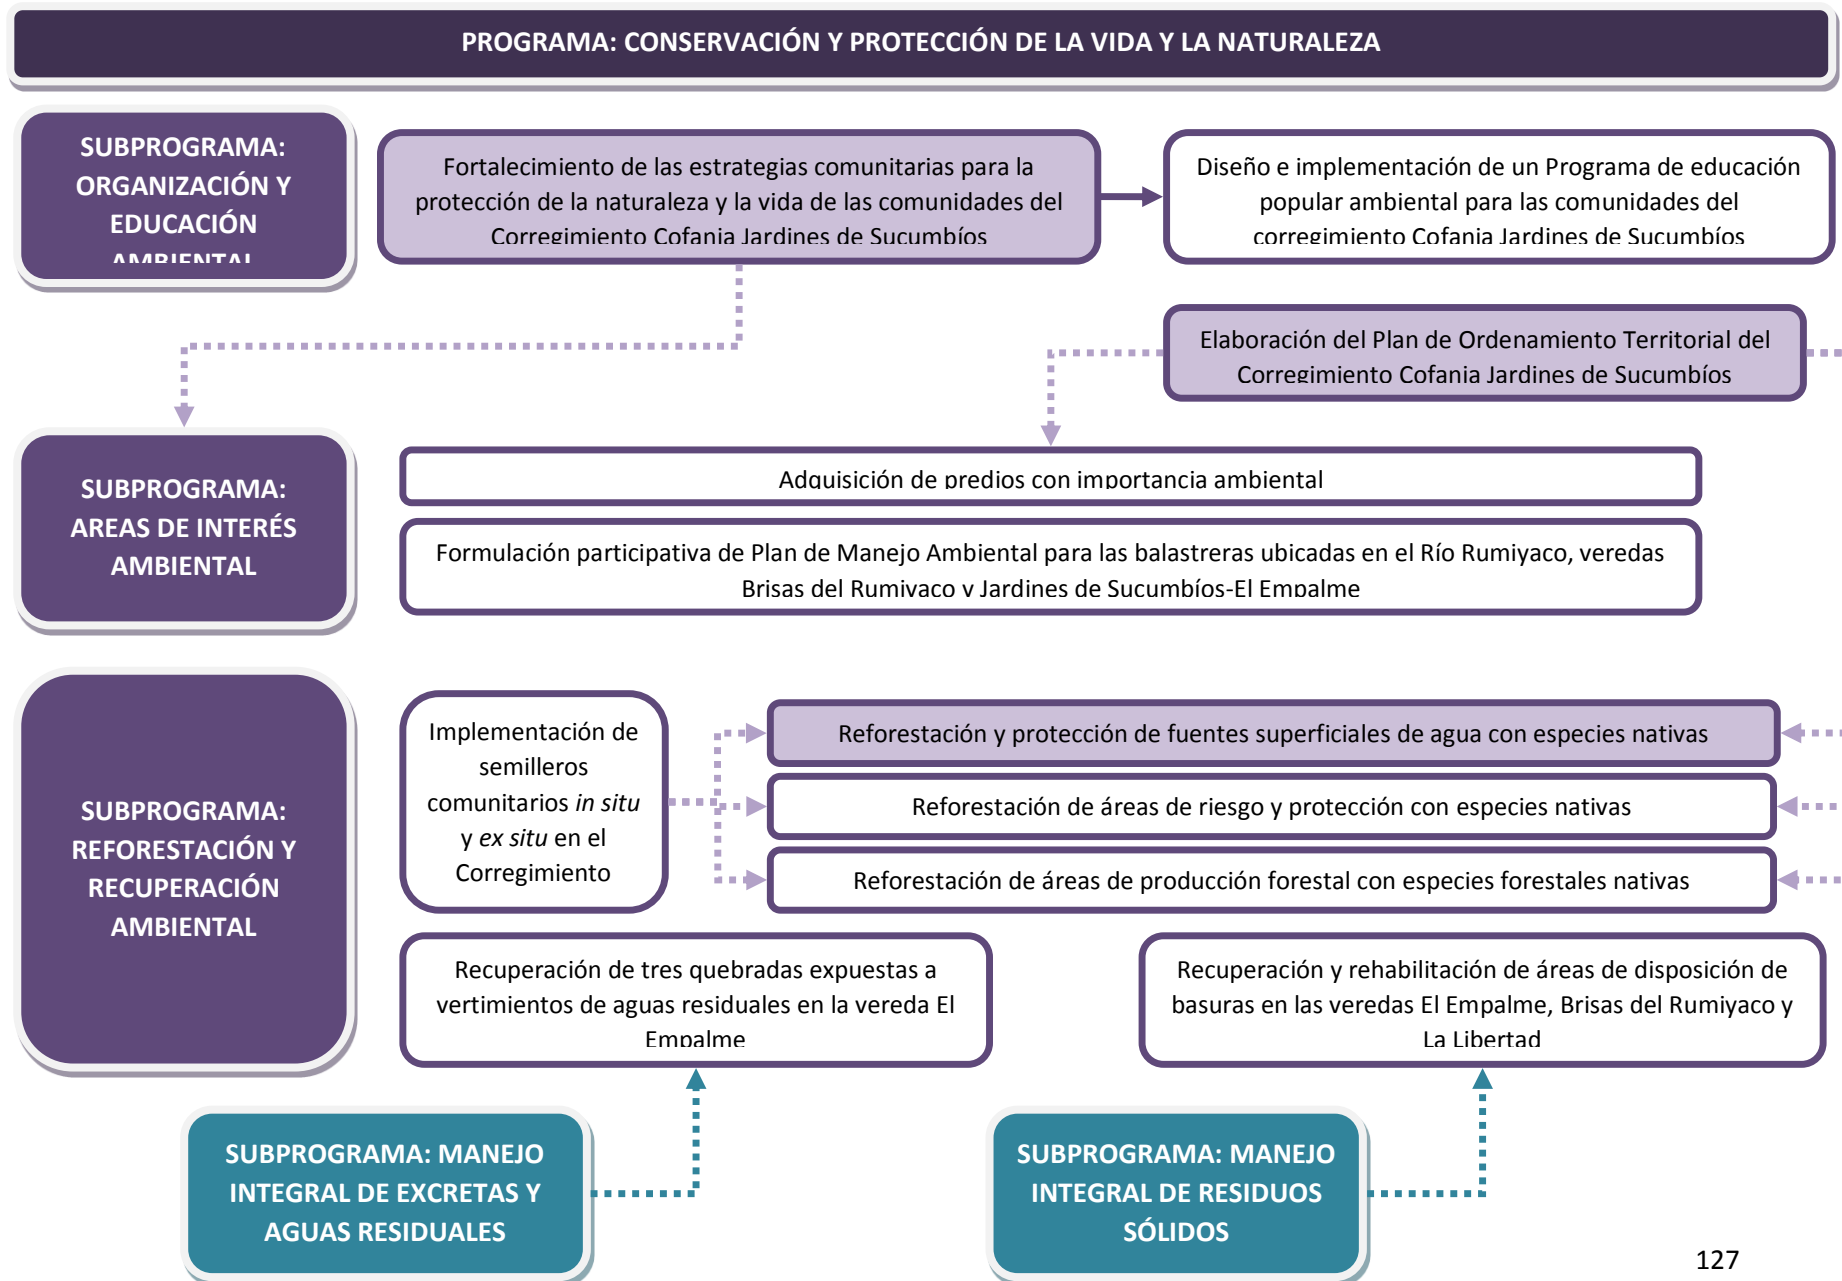 PROGRAMA: CONSERVACIÓN Y PROTECCIÓN DE LA VIDA Y LA NATURALEZA
SUBPROGRAMA:
ORGANIZACIÓN Y
EDUCACIÓN
AMBIENTAL
Fortalecimiento de las estrategias comunitarias para la
protección de la naturaleza y la vida de las comunidades del
Corregimiento Cofania Jardines de Sucumbíos
Diseño e implementación de un Programa de educación
popular ambiental para las comunidades del
corregimiento Cofania Jardines de Sucumbíos
Elaboración del Plan de Ordenamiento Territorial del
Corregimiento Cofania Jardines de Sucumbíos
SUBPROGRAMA:
AREAS DE INTERÉS
AMBIENTAL
Adquisición de predios con importancia ambiental
Formulación participativa de Plan de Manejo Ambiental para las balastreras ubicadas en el Río Rumiyaco, veredas
Brisas del Rumiyaco y Jardines de Sucumbíos-El Empalme
SUBPROGRAMA:
REFORESTACIÓN Y
RECUPERACIÓN
AMBIENTAL
Implementación de
semilleros
comunitarios in situ
y ex situ en el
Corregimiento
Reforestación y protección de fuentes superficiales de agua con especies nativas
Reforestación de áreas de riesgo y protección con especies nativas
Reforestación de áreas de producción forestal con especies forestales nativas
Recuperación de tres quebradas expuestas a
vertimientos de aguas residuales en la vereda El
Empalme
Recuperación y rehabilitación de áreas de disposición de
basuras en las veredas El Empalme, Brisas del Rumiyaco y
La Libertad
SUBPROGRAMA: MANEJO
INTEGRAL DE EXCRETAS Y
AGUAS RESIDUALES
SUBPROGRAMA: MANEJO
INTEGRAL DE RESIDUOS
SÓLIDOS
127